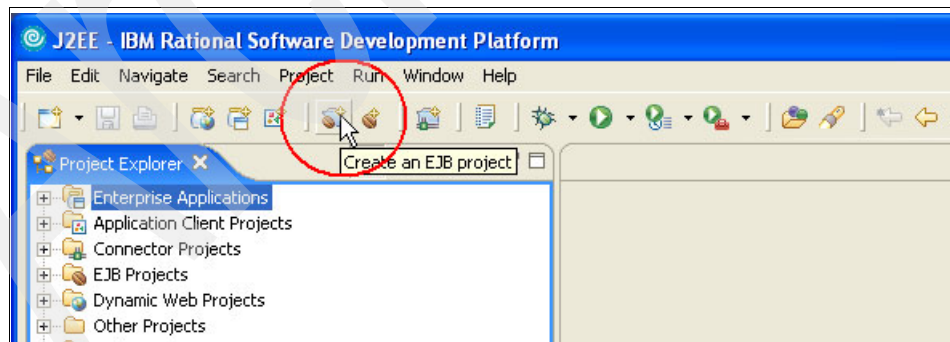 J2EE - IBM Rational Software Development Platform
File Edit Navigate Search Project Run Window Help
Project Explorer
Create an EJB project
Enterprise Applications
Application Client Projects
Connector Projects
EJB Projects
Dynamic Web Projects
Other Projects